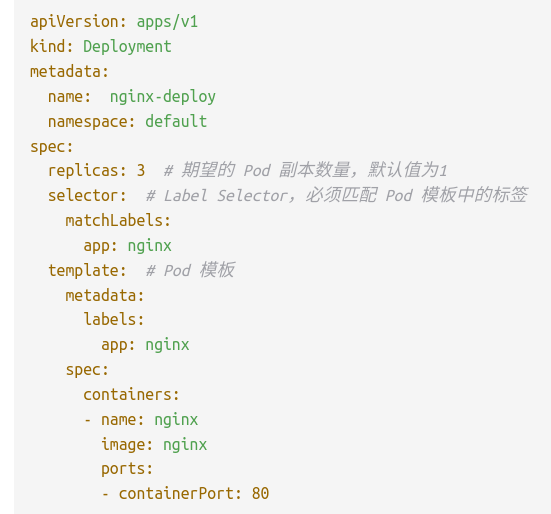 apiVersion: apps/v1
kind: Deployment
metadata:
  name:  nginx-deploy
  namespace: default
spec:
  replicas: 3  # 期望的 Pod 副本数量，默认值为1
  selector:  # Label Selector，必须匹配 Pod 模板中的标签
    matchLabels:
      app: nginx
  template:  # Pod 模板
    metadata:
      labels:
        app: nginx
    spec:
      containers:
      - name: nginx
        image: nginx
        ports:
        - containerPort: 80